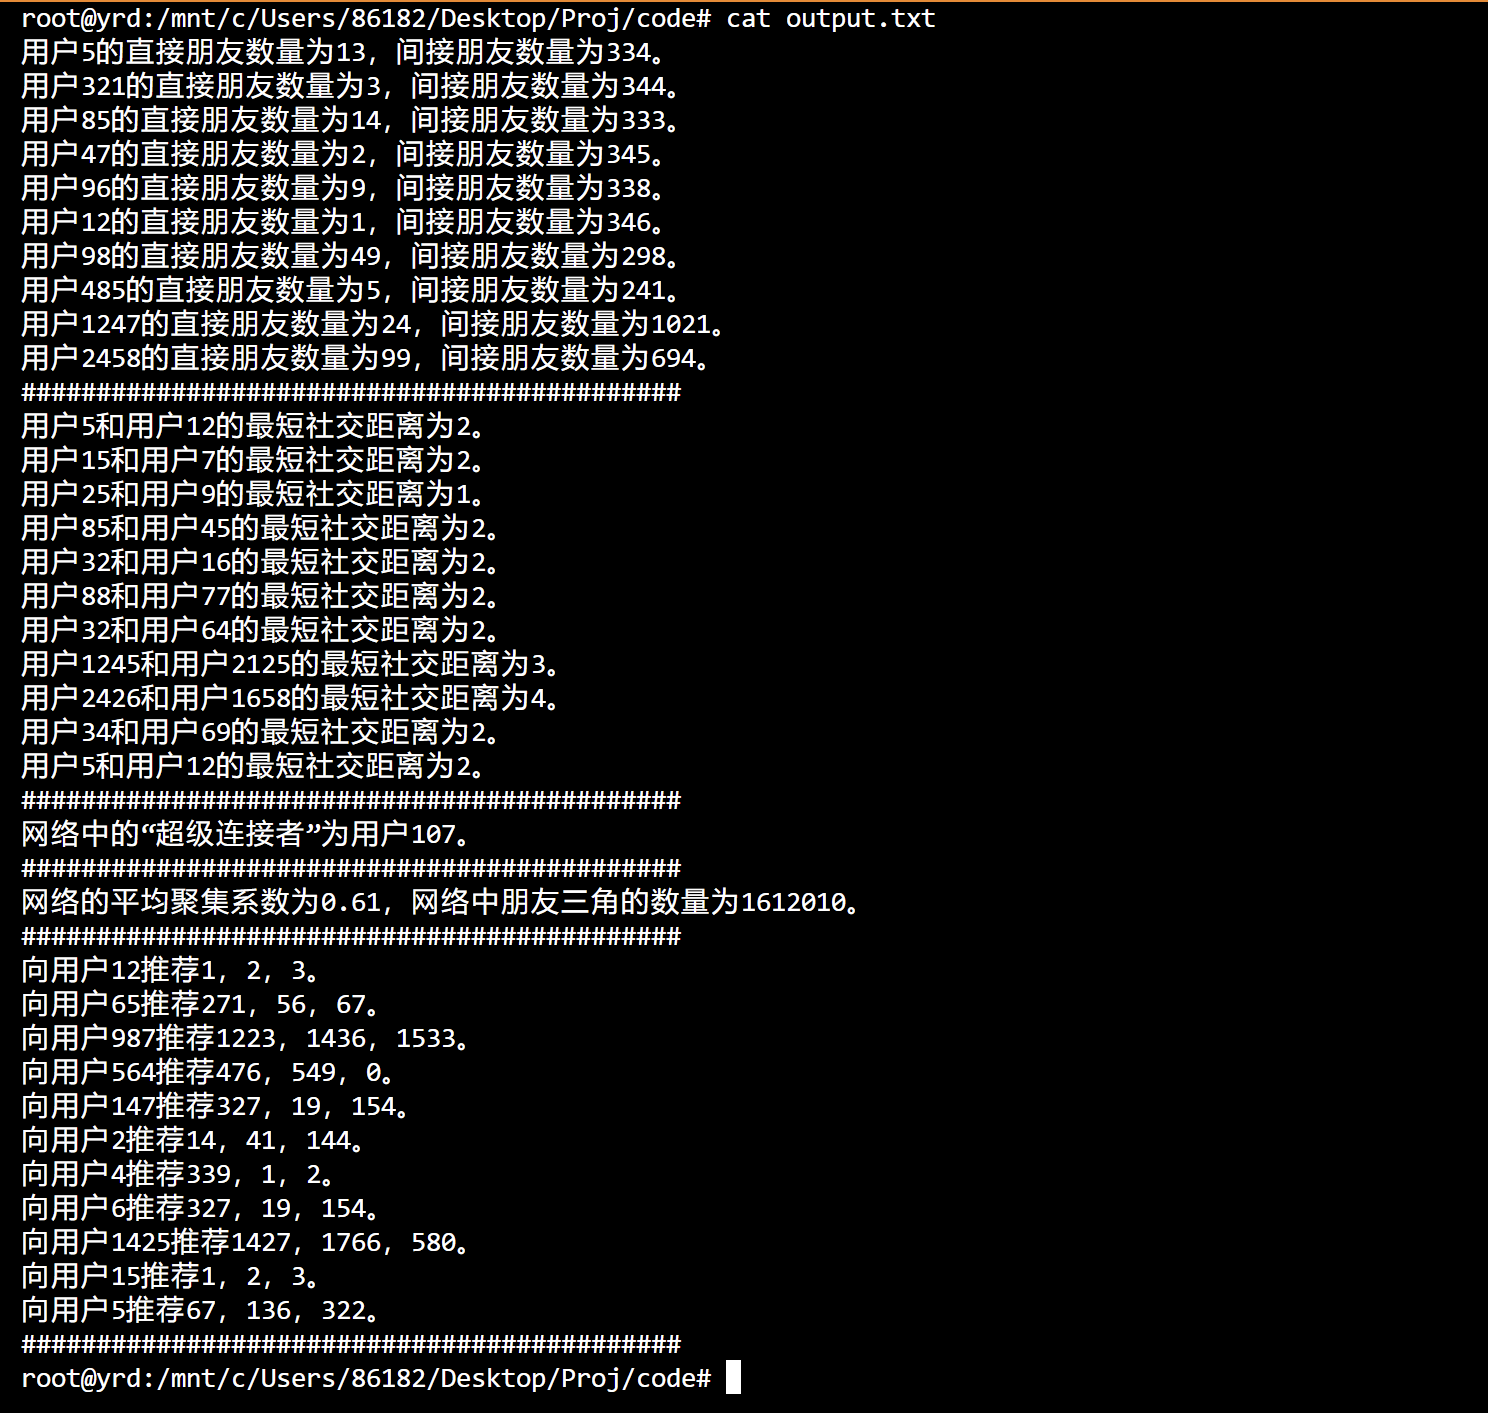 root@yrd:/mnt/c/Users/86182/Desktop/Proj/code# cat output.txt
用户5的直接朋友数量为13，间接朋友数量为334。
用户321的直接朋友数量为3，间接朋友数量为344。
用户85的直接朋友数量为14，间接朋友数量为333。
用户47的直接朋友数量为2，间接朋友数量为345。
用户96的直接朋友数量为9，间接朋友数量为338。
用户12的直接朋友数量为1，间接朋友数量为346。
用户98的直接朋友数量为49，间接朋友数量为298。
用户485的直接朋友数量为5，间接朋友数量为241。
用户1247的直接朋友数量为24，间接朋友数量为1021。
用户2458的直接朋友数量为99，间接朋友数量为694。
############################################
用户5和用户12的最短社交距离为2。
用户15和用户7的最短社交距离为2。
用户25和用户9的最短社交距离为1。
用户85和用户45的最短社交距离为2。
用户32和用户16的最短社交距离为2。
用户88和用户77的最短社交距离为2。
用户32和用户64的最短社交距离为2。
用户1245和用户2125的最短社交距离为3。
用户2426和用户1658的最短社交距离为4。
用户34和用户69的最短社交距离为2。
用户5和用户12的最短社交距离为2。
############################################
网络中的“超级连接者”为用户107。
############################################
网络的平均聚集系数为0.61，网络中朋友三角的数量为1612010。
############################################
向用户12推荐1，2，3。
向用户65推荐271，56，67。
向用户987推荐1223，1436，1533。
向用户564推荐476，549，0。
向用户147推荐327，19，154。
向用户2推荐14，41，144。
向用户4推荐339，1，2。
向用户6推荐327，19，154。
向用户1425推荐1427，1766，580。
向用户15推荐1，2，3。
向用户5推荐67，136，322。
############################################
root@yrd:/mnt/c/Users/86182/Desktop/Proj/code#